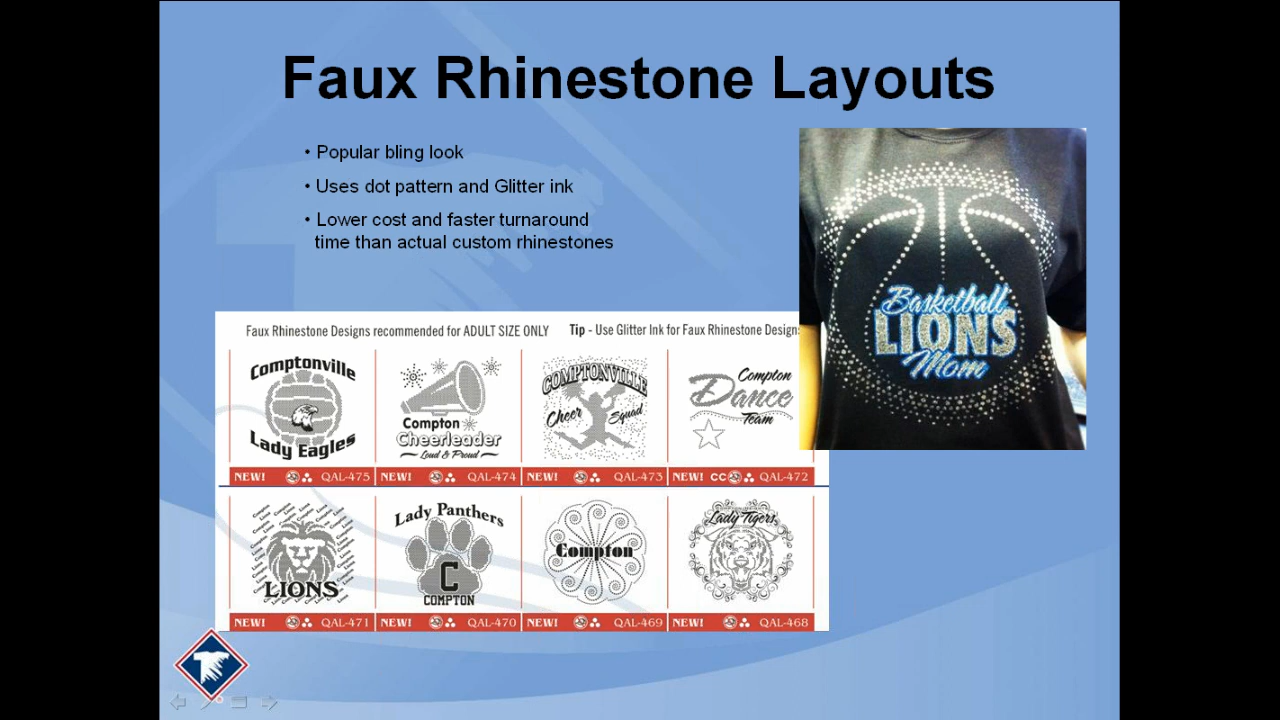 Faux Rhinestone Layouts
• Popular bling look
• Uses dot pattern and Glitter ink
• Lower cost and faster turnaround
time than actual custom rhinestones
Basketball
LIONS
Mom
Faux Rhinestone Designs recommended for ADULT SIZE ONLY Tip - Use Glitter Ink for Faux Rhinestone Designs
Comptonville
Lady Eagles
Compton
Cheerleader
Loud & Proud
COMPTONVILLE
Cheer Squad
Compton
Dance
Team
NEW! QAL-475 NEW! QAL-474 NEW! QAL-473 NEW! CC QAL-472
LIONS
Lady Panthers
C
COMPTON
Compton
Lady Tigers
NEW! QAL-471 NEW! QAL-470 NEW! QAL-469 NEW! QAL-468